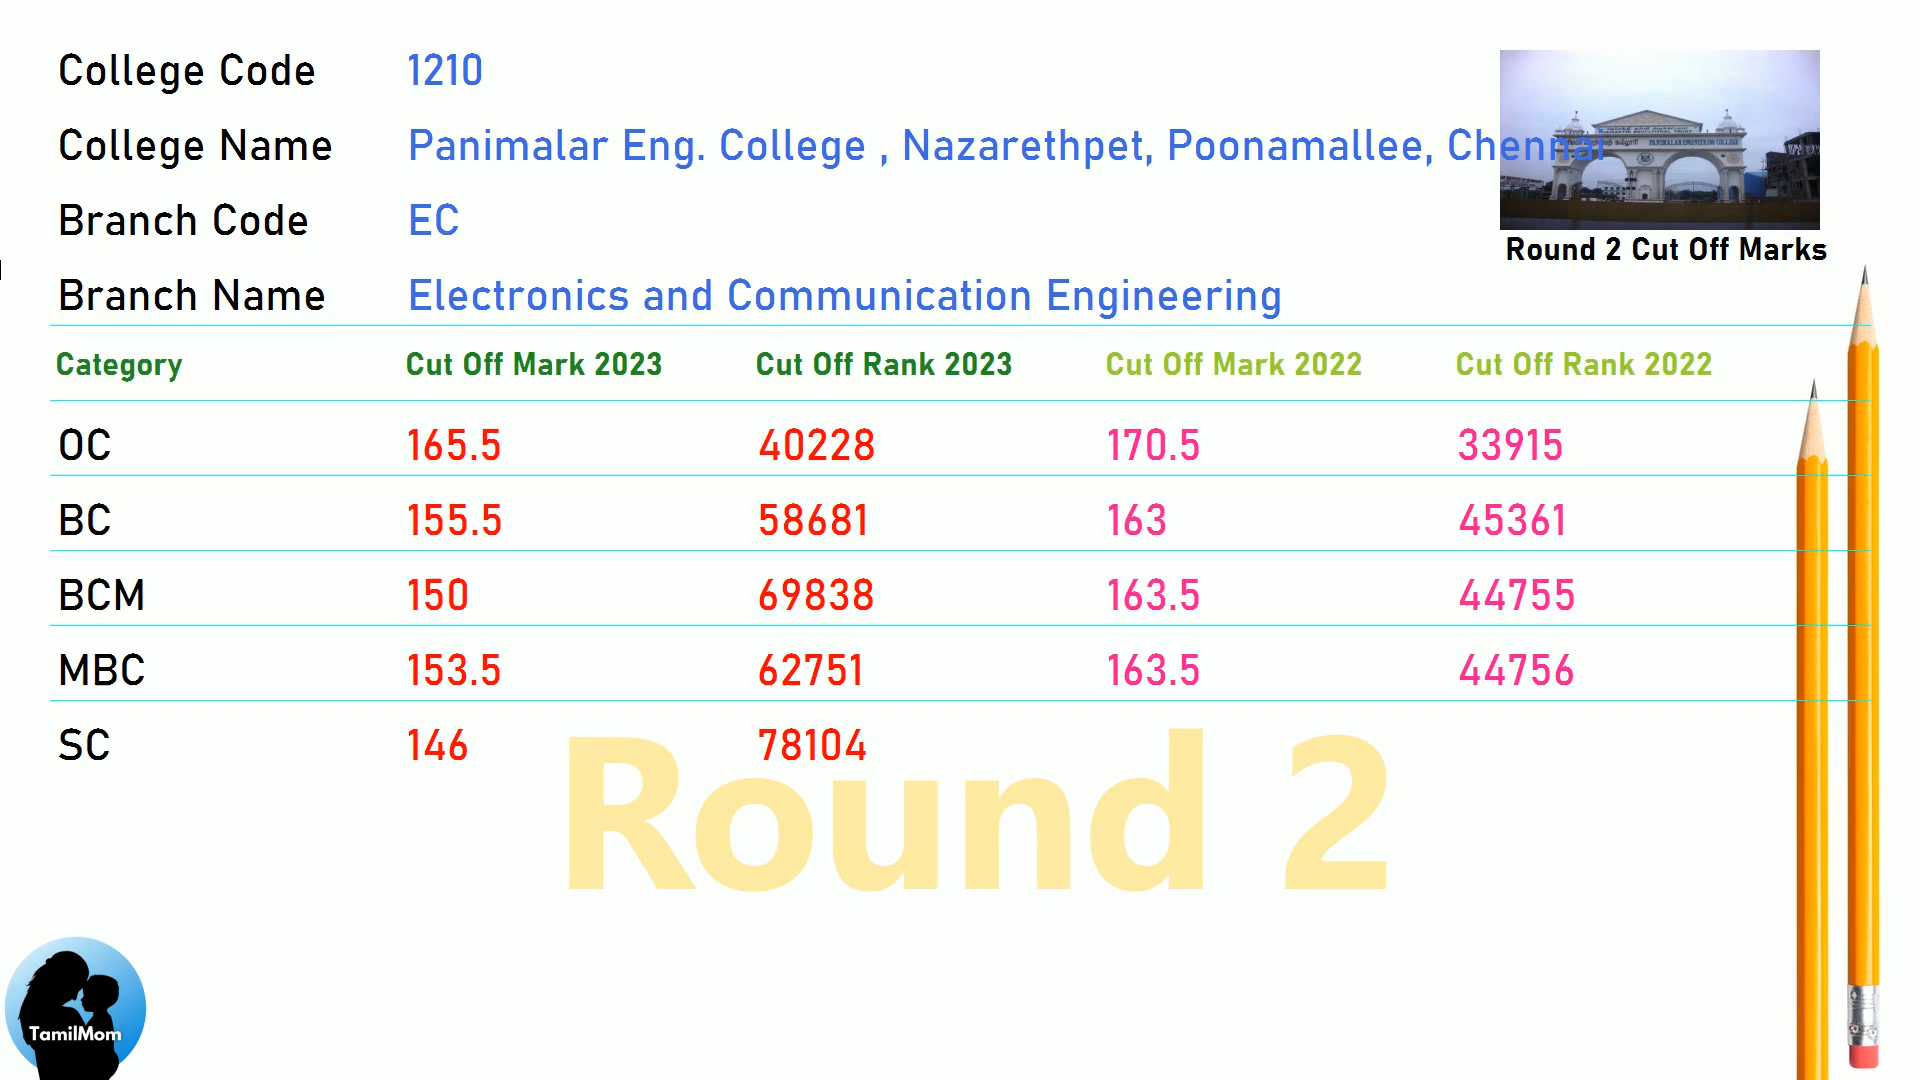 College Code 1210
College Name Panimalar Eng. College , Nazarethpet, Poonamallee, Chennai
PANIMALAR ENGINEERING COLLEGE
Branch Code EC
Round 2 Cut Off Marks
Branch Name Electronics and Communication Engineering
Category Cut Off Mark 2023 Cut Off Rank 2023 Cut Off Mark 2022 Cut Off Rank 2022
OC 165.5 40228 170.5 33915
BC 155.5 58681 163 45361
BCM 150 69838 163.5 44755
MBC 153.5 62751 163.5 44756
SC 146 78104
Round 2
TamilMom